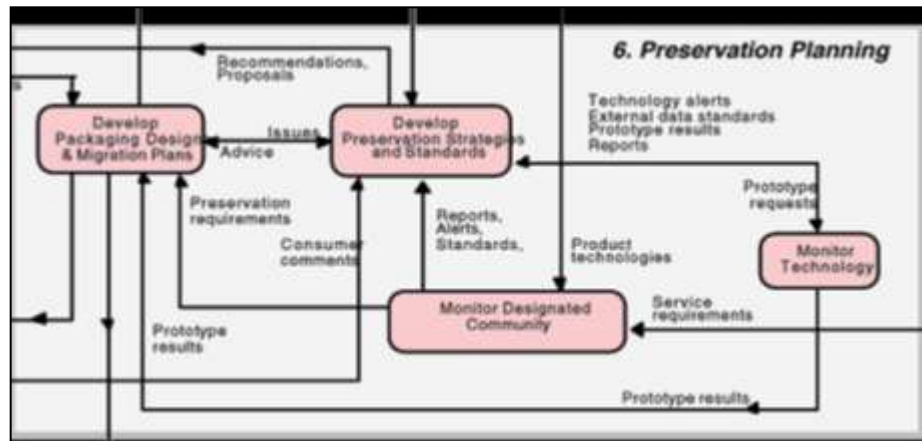 6. Preservation Planning
Recommendations,
Proposals
s
Develop
Packaging Design
& Migration Plans
Issues
Advice
Develop
Preservation Strategies
and Standards
Technology alerts
External data standards
Prototype results
Reports
Prototype
requests
Preservation
requirements
Consumer
comments
Reports,
Alerts,
Standards,
Product
technologies
Monitor
Technology
Monitor Designated
Community
Service
requirements
Prototype
results
Prototype results